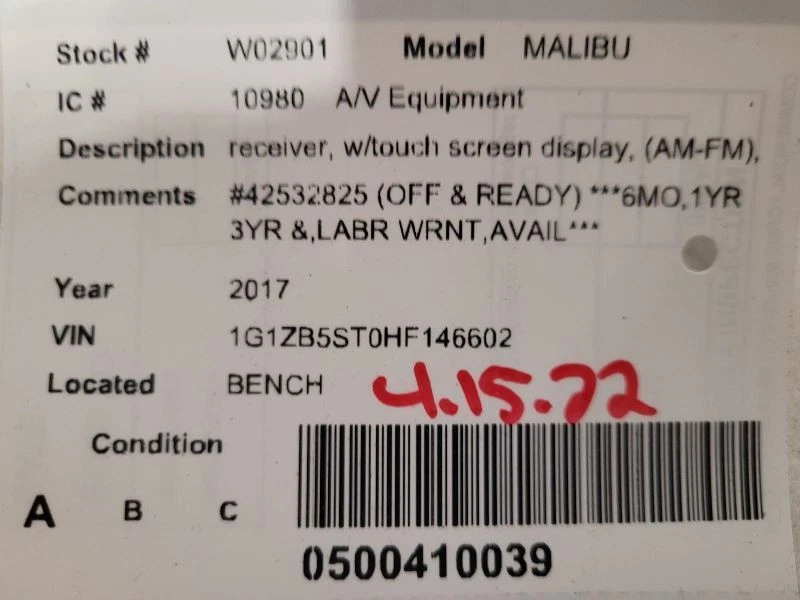 Stock # W02901 Model MALIBU
IC # 10980 A/V Equipment
Description receiver, w/touch screen display, (AM-FM),
Comments #42532825 (OFF & READY) ***6MO,1YR
3YR &,LABR WRNT,AVAIL***
Year 2017
VIN 1G1ZB5ST0HF146602
Located BENCH 4.15.22
Condition
A B C
0500410039